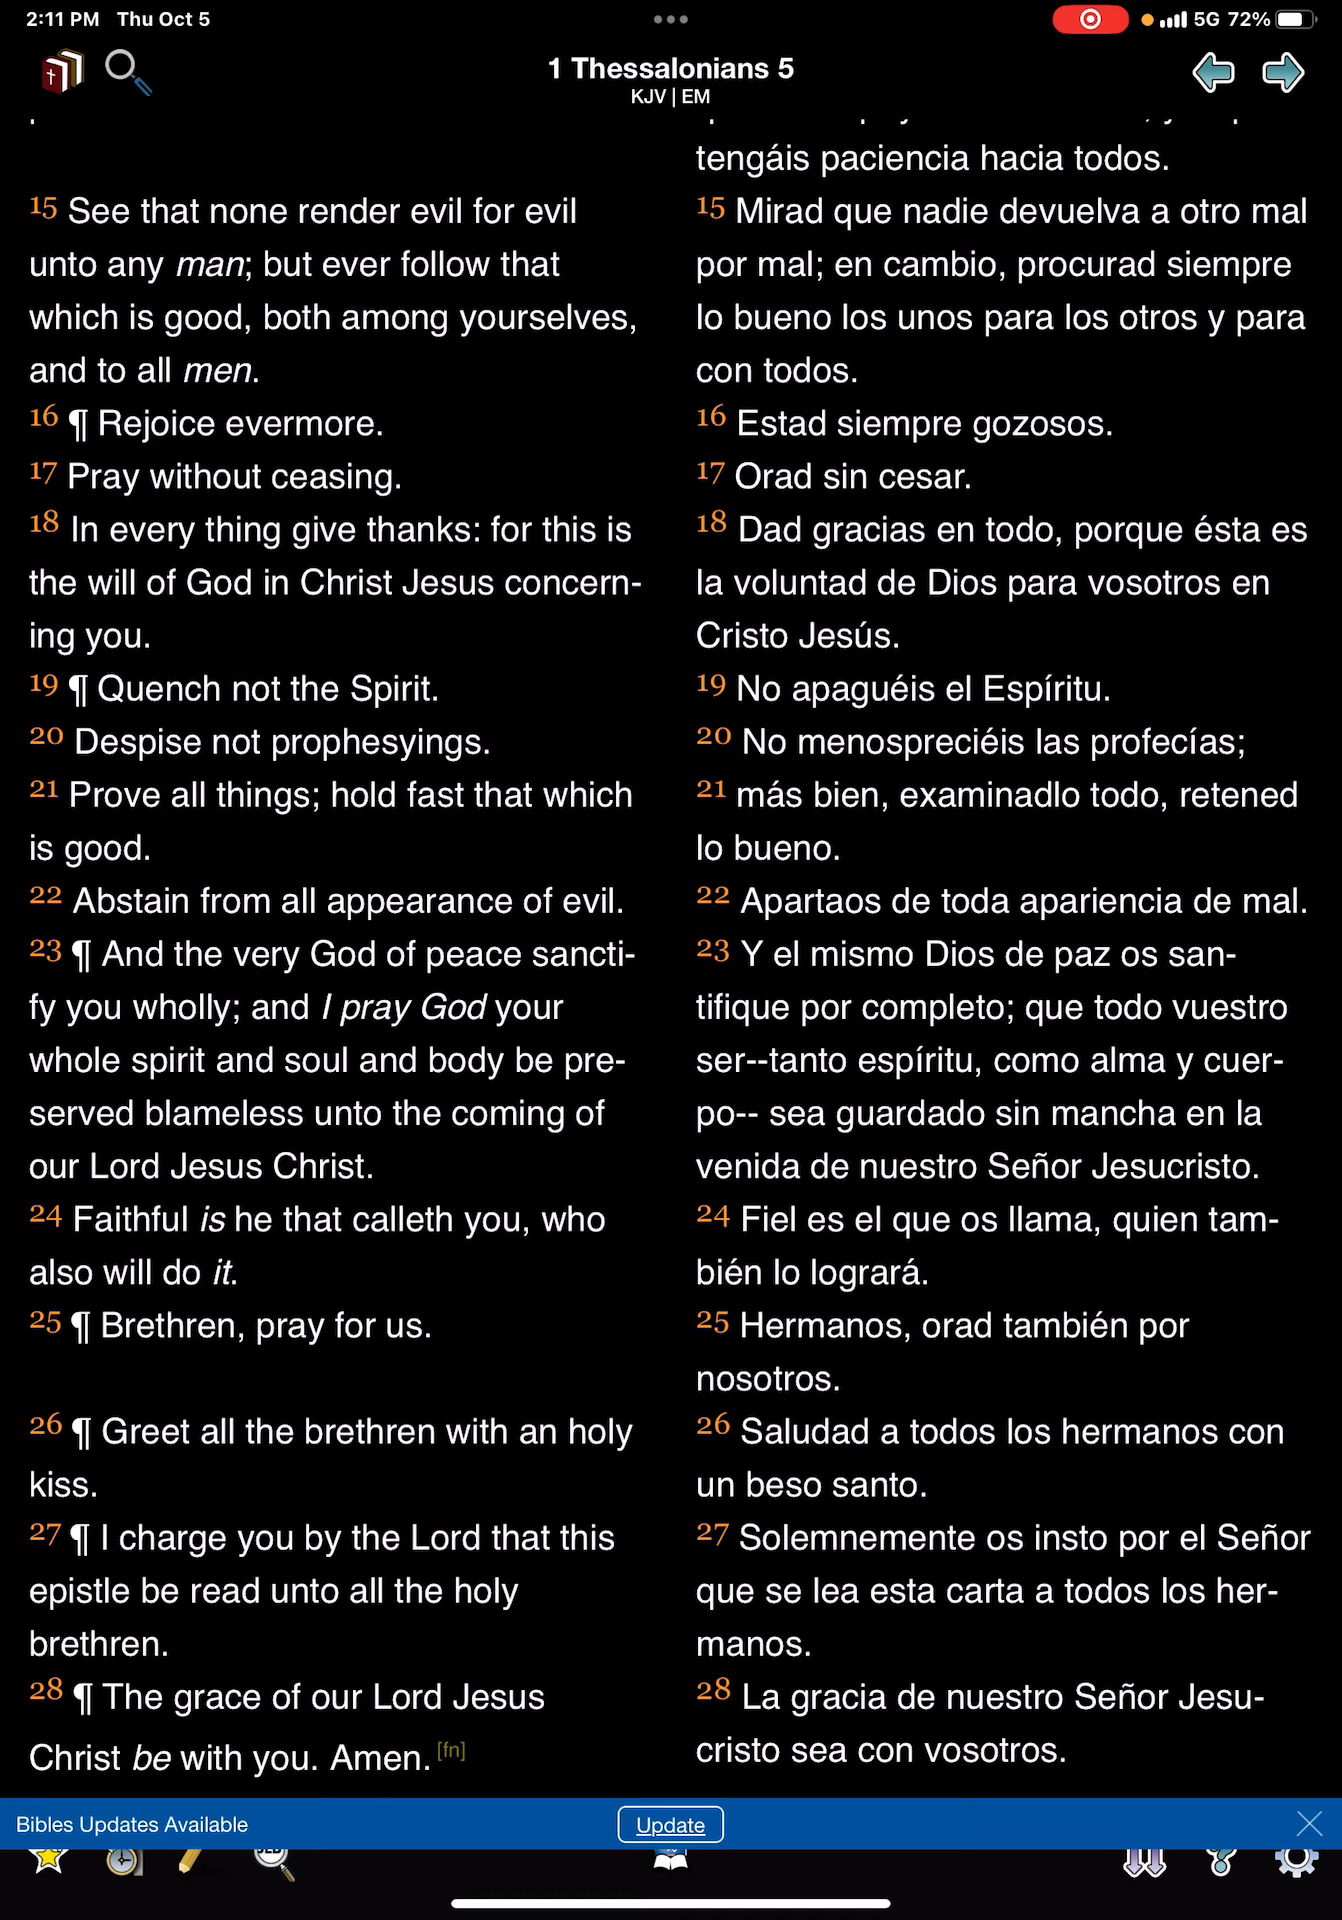 2:11 PM Thu Oct 5
5G 72%
1 Thessalonians 5
KJV | EM
15 See that none render evil for evil
unto any man; but ever follow that
which is good, both among yourselves,
and to all men.
16 ¶ Rejoice evermore.
17 Pray without ceasing.
18 In every thing give thanks: for this is
the will of God in Christ Jesus concern-
ing you.
19 ¶ Quench not the Spirit.
20 Despise not prophesyings.
21 Prove all things; hold fast that which
is good.
22 Abstain from all appearance of evil.
23 ¶ And the very God of peace sancti-
fy you wholly; and I pray God your
whole spirit and soul and body be pre-
served blameless unto the coming of
our Lord Jesus Christ.
24 Faithful is he that calleth you, who
also will do it.
25 ¶ Brethren, pray for us.
26 ¶ Greet all the brethren with an holy
kiss.
27 ¶ I charge you by the Lord that this
epistle be read unto all the holy
brethren.
28 ¶ The grace of our Lord Jesus
Christ be with you. Amen. [fn]
tengáis paciencia hacia todos.
15 Mirad que nadie devuelva a otro mal
por mal; en cambio, procurad siempre
lo bueno los unos para los otros y para
con todos.
16 Estad siempre gozosos.
17 Orad sin cesar.
18 Dad gracias en todo, porque ésta es
la voluntad de Dios para vosotros en
Cristo Jesús.
19 No apaguéis el Espíritu.
20 No menospreciéis las profecías;
21 más bien, examinadlo todo, retened
lo bueno.
22 Apartaos de toda apariencia de mal.
23 Y el mismo Dios de paz os san-
tifique por completo; que todo vuestro
ser--tanto espíritu, como alma y cuer-
po-- sea guardado sin mancha en la
venida de nuestro Señor Jesucristo.
24 Fiel es el que os llama, quien tam-
bién lo logrará.
25 Hermanos, orad también por
nosotros.
26 Saludad a todos los hermanos con
un beso santo.
27 Solemnemente os insto por el Señor
que se lea esta carta a todos los her-
manos.
28 La gracia de nuestro Señor Jesu-
cristo sea con vosotros.
Bibles Updates Available
Update